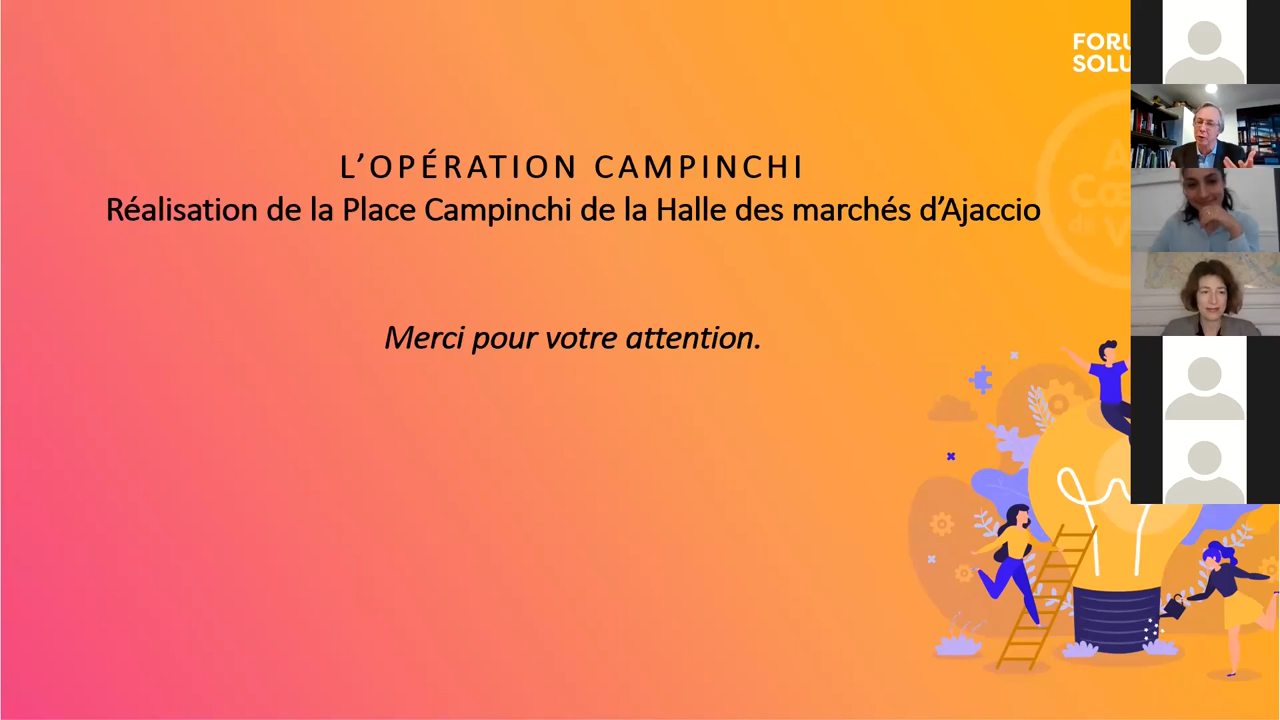 L’OPÉRATION CAMPINCHI
Réalisation de la Place Campinchi de la Halle des marchés d’Ajaccio
Merci pour votre attention.